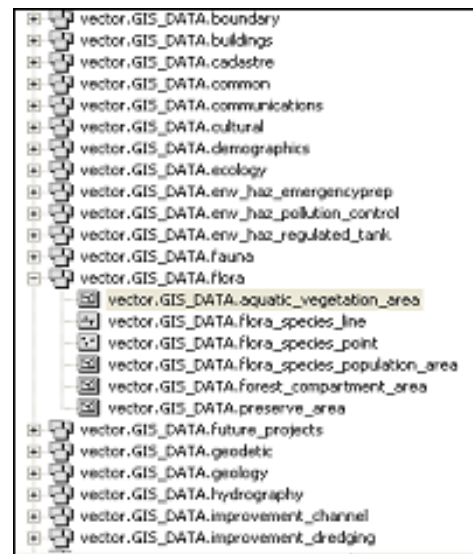 vector.GIS_DATA.boundary
vector.GIS_DATA.buildings
vector.GIS_DATA.cadastre
vector.GIS_DATA.common
vector.GIS_DATA.communications
vector.GIS_DATA.cultural
vector.GIS_DATA.demographics
vector.GIS_DATA.ecology
vector.GIS_DATA.env_haz_emergencyprep
vector.GIS_DATA.env_haz_pollution_control
vector.GIS_DATA.env_haz_regulated_tank
vector.GIS_DATA.fauna
vector.GIS_DATA.flora
vector.GIS_DATA.aquatic_vegetation_area
vector.GIS_DATA.flora_species_line
vector.GIS_DATA.flora_species_point
vector.GIS_DATA.flora_species_population_area
vector.GIS_DATA.forest_compartment_area
vector.GIS_DATA.preserve_area
vector.GIS_DATA.future_projects
vector.GIS_DATA.geodetic
vector.GIS_DATA.geology
vector.GIS_DATA.hydrography
vector.GIS_DATA.improvement_channel
vector.GIS_DATA.improvement_dredging